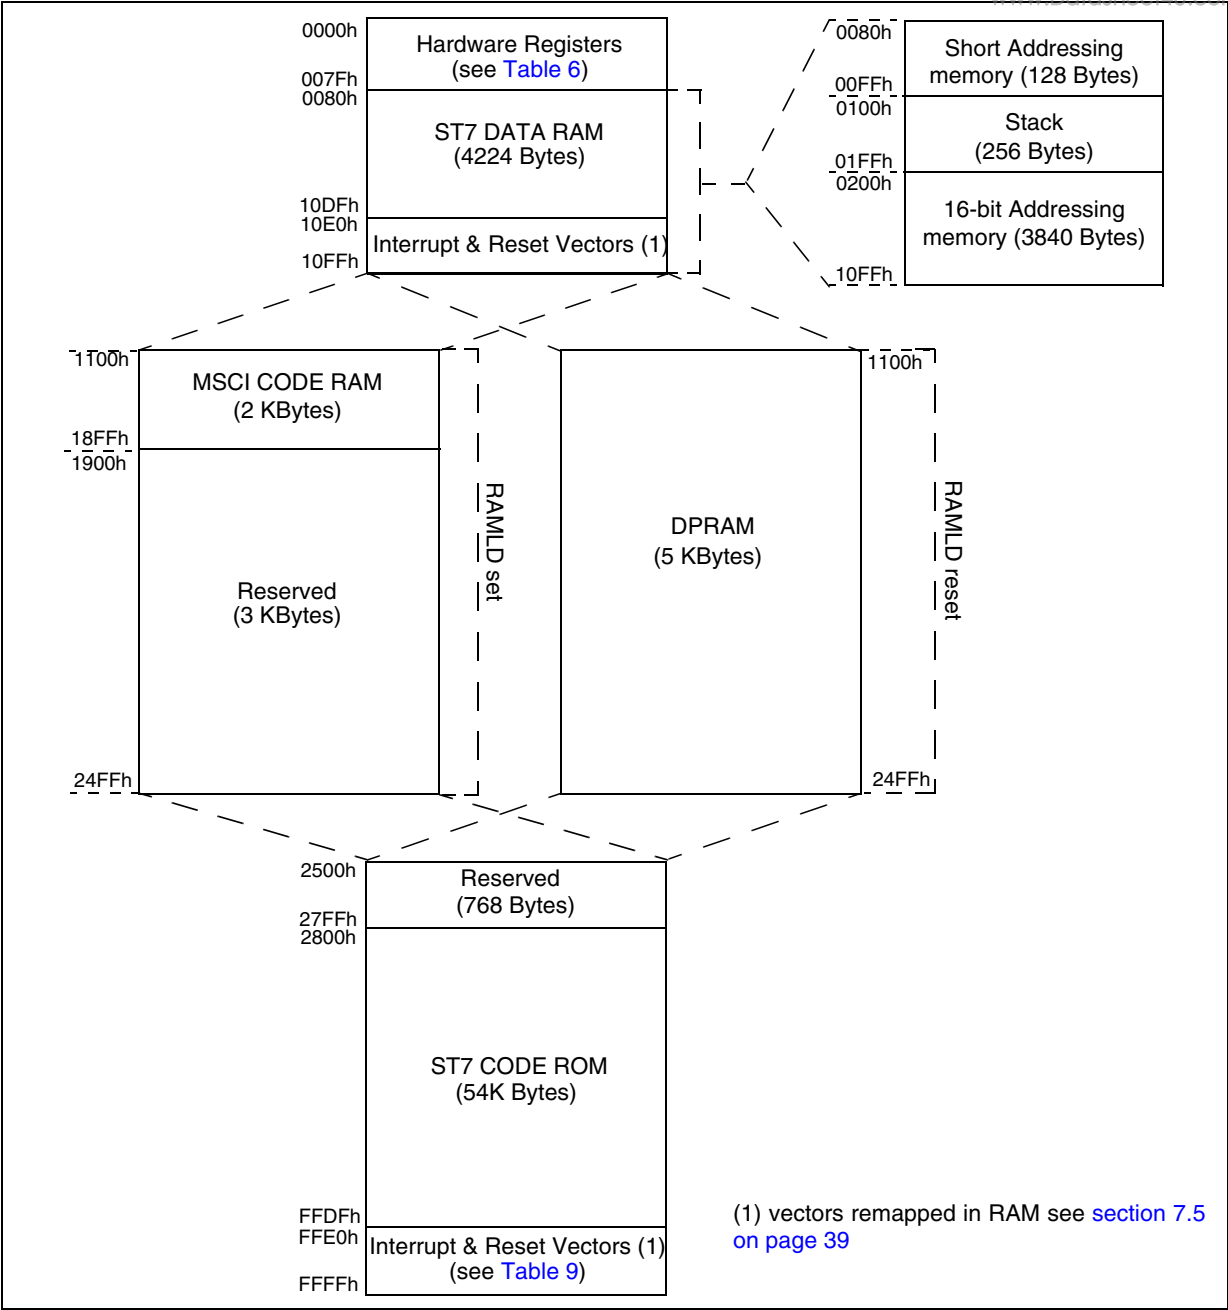 0000h
Hardware Registers
(see Table 6)
007Fh
0080h
ST7 DATA RAM
(4224 Bytes)
10DFh
10E0h
Interrupt & Reset Vectors (1)
10FFh
0080h
Short Addressing
memory (128 Bytes)
00FFh
0100h
Stack
(256 Bytes)
01FFh
0200h
16-bit Addressing
memory (3840 Bytes)
10FFh
1100h
MSCI CODE RAM
(2 KBytes)
18FFh
1900h
Reserved
(3 KBytes)
24FFh
RAMLD set
1100h
DPRAM
(5 KBytes)
24FFh
RAMLD reset
2500h
Reserved
(768 Bytes)
27FFh
2800h
ST7 CODE ROM
(54K Bytes)
FFDFh
FFE0h
Interrupt & Reset Vectors (1)
(see Table 9)
FFFFh
(1) vectors remapped in RAM see section 7.5
on page 39